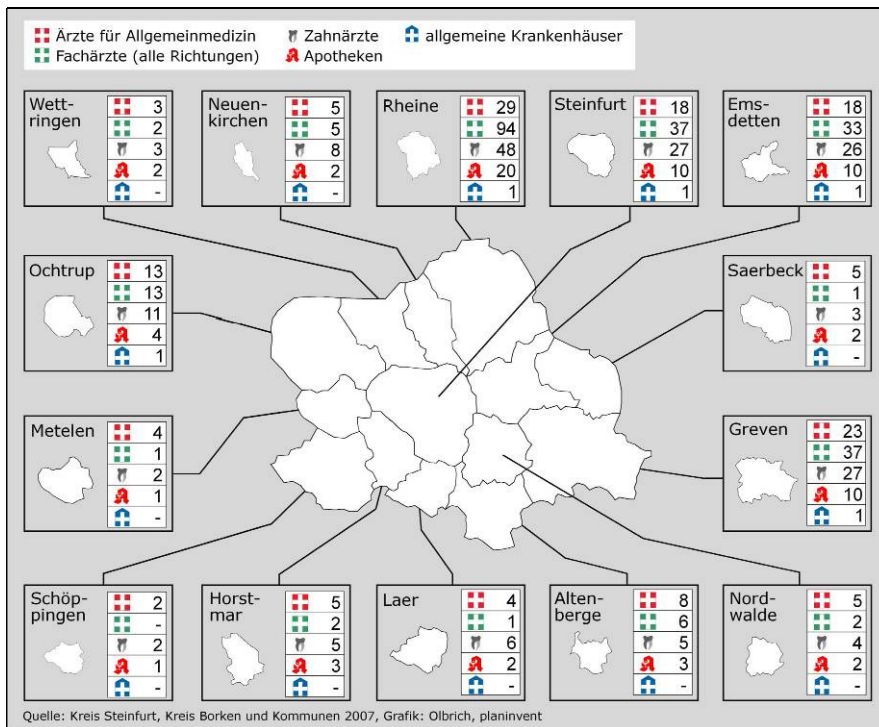 Ärzte für Allgemeinmedizin
Zahnärzte
allgemeine Krankenhäuser
Fachärzte (alle Richtungen)
Apotheken
Wett-
ringen
3
2
3
2
-
Neuen-
kirchen
5
5
8
2
-
Rheine
29
94
48
20
1
Steinfurt
18
37
27
10
1
Ems-
detten
18
33
26
10
1
Ochtrup
13
13
11
4
1
Saerbeck
5
1
3
2
-
Metelen
4
1
2
1
-
Greven
23
37
27
10
1
Schöp-
pingen
2
-
2
1
-
Horst-
mar
5
2
5
3
-
Laer
4
1
6
2
-
Alten-
berge
8
6
5
3
-
Nord-
walde
5
2
4
2
-
Quelle: Kreis Steinfurt, Kreis Borken und Kommunen 2007, Grafik: Olbrich, planinvent